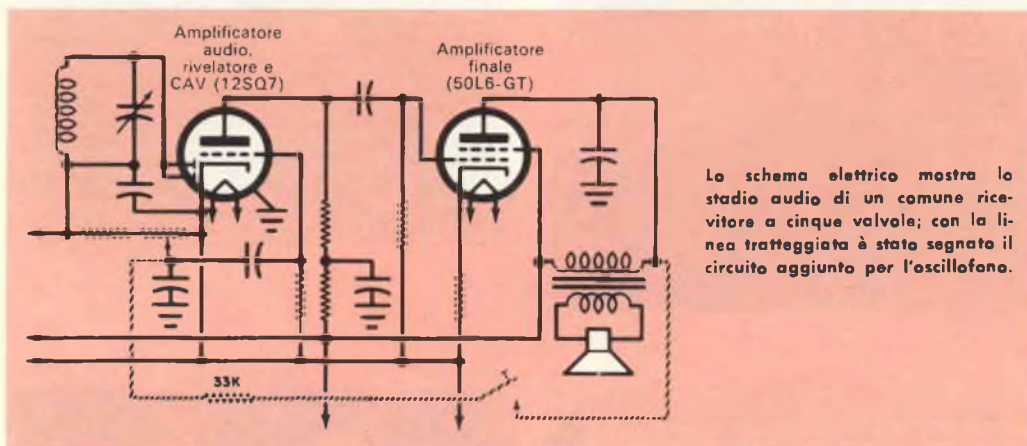 Amplificatore
audio,
rivelatore e
CAV (12SQ7)
Amplificatore
finale
(50L6-GT)
33K
Lo schema elettrico mostra lo
stadio audio di un comune rice-
vitore a cinque valvole; con la li-
nea tratteggiata è stato segnato il
circuito aggiunto per l'oscillofono.